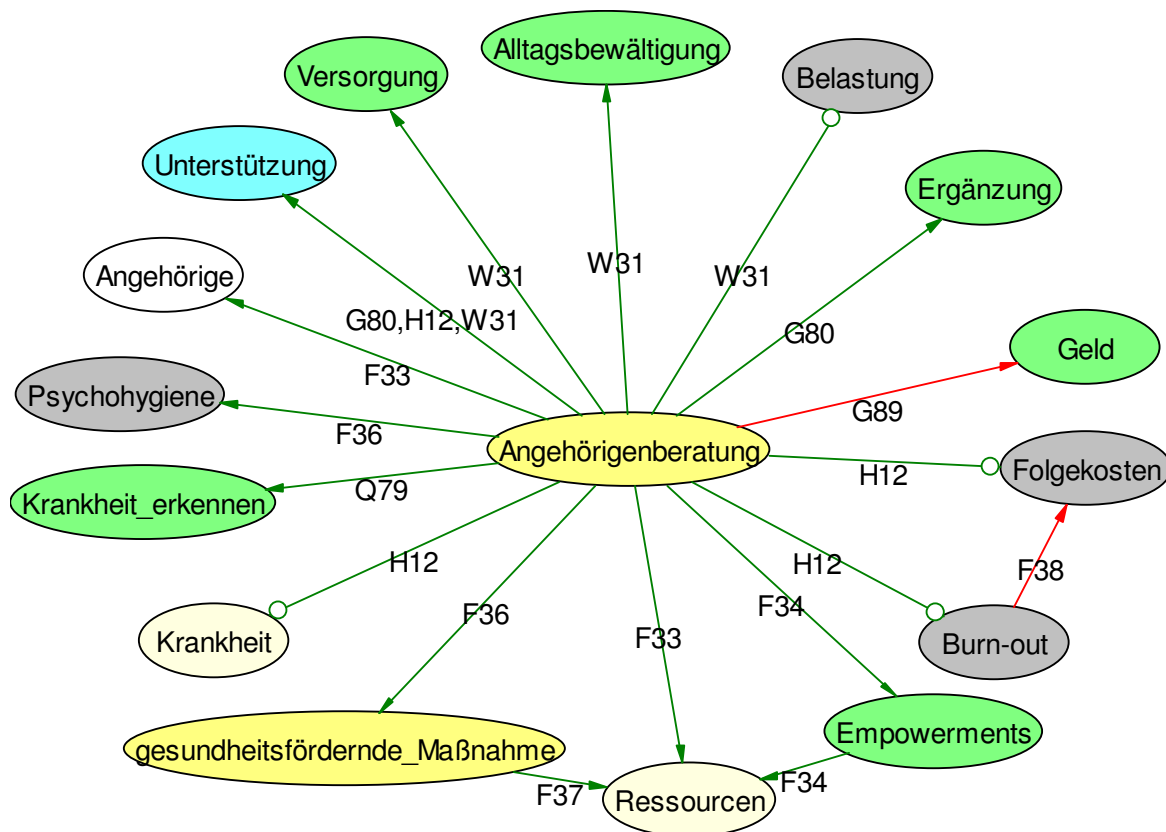 Alltagsbewältigung
Versorgung
Belastung
Unterstützung
Ergänzung
Angehörige
W31
W31
W31
G80,H12,W31
G80
Geld
F33
Psychohygiene
G89
F36
Angehörigenberatung
Folgekosten
H12
Krankheit_erkennen
Q79
H12
H12
F38
F36
F34
F33
Krankheit
Burn-out
Empowerments
gesundheitsfördernde_Maßnahme
F37
F34
Ressourcen